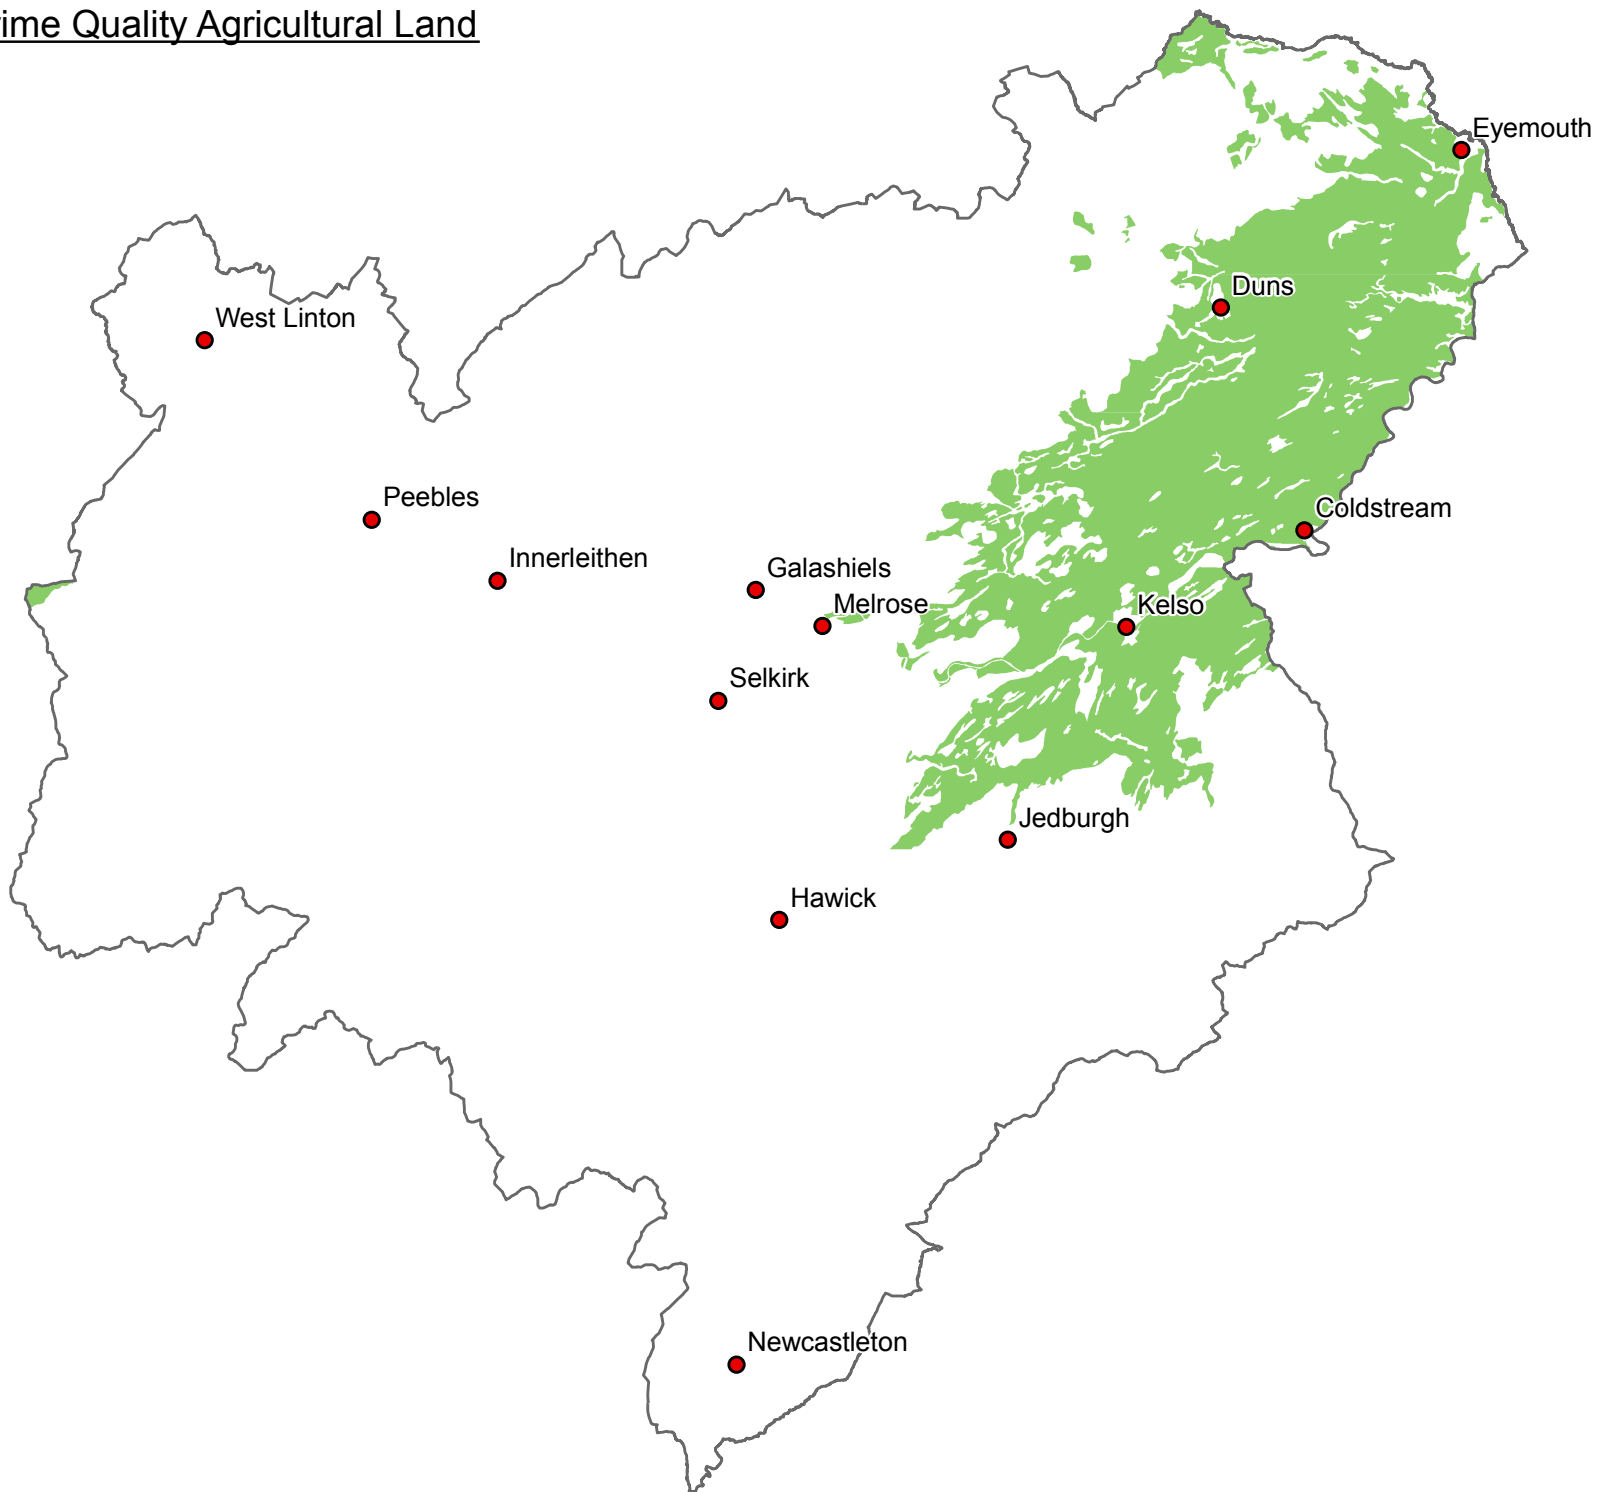 ime Quality Agricultural Land
Eyemouth
Duns
West Linton
Peebles
Coldstream
Innerleithen
Galashiels
Melrose
Kelso
Selkirk
Jedburgh
Hawick
Newcastleton